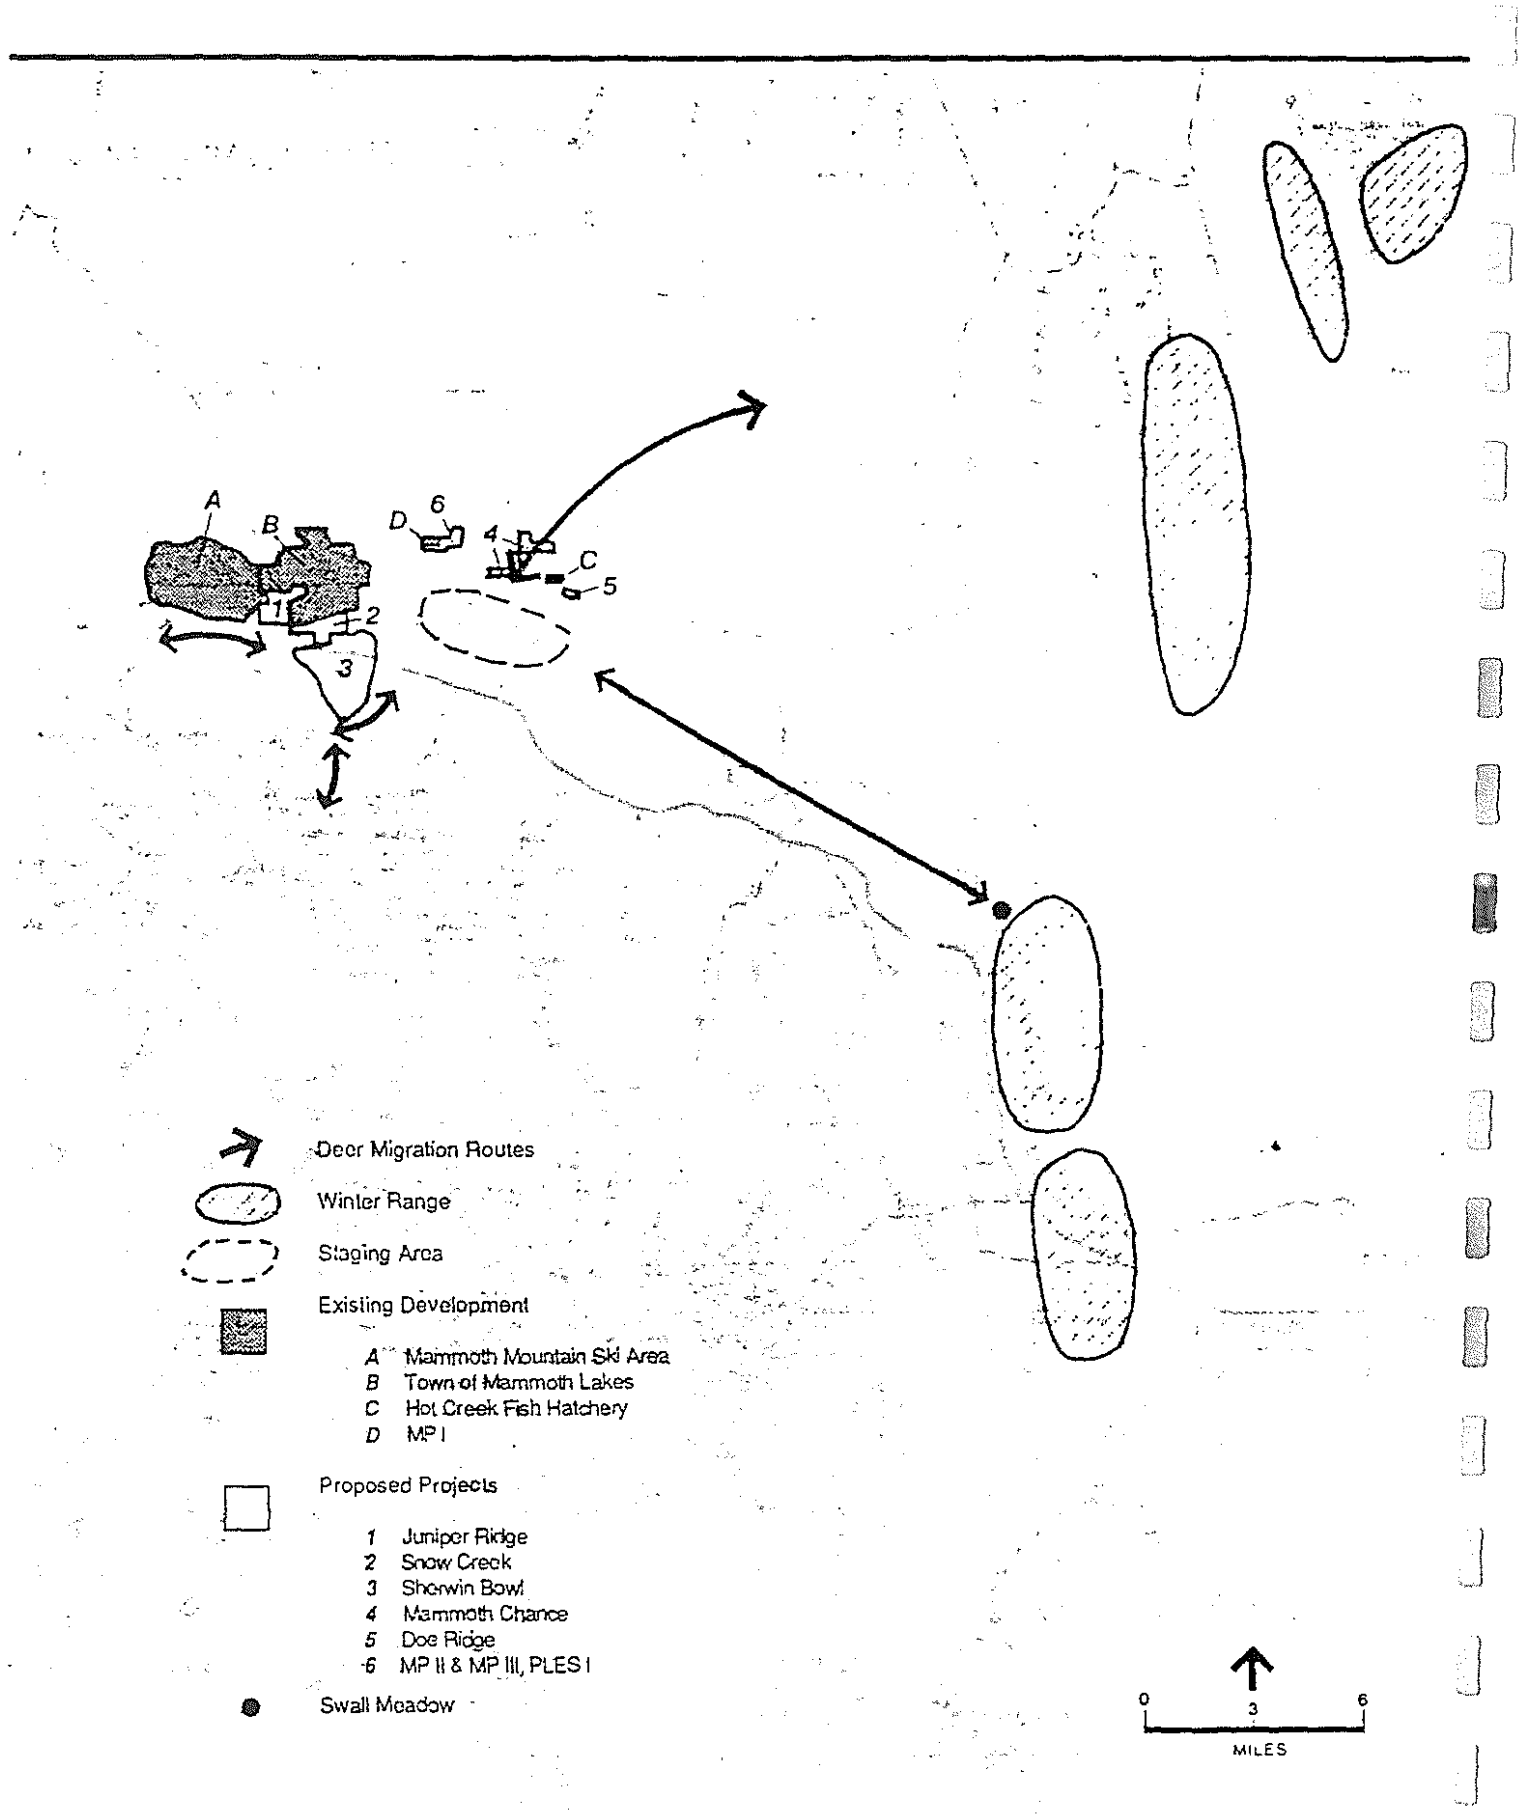 A
B
D
6
4
C
5
1
2
3
Deer Migration Routes
Winter Range
Staging Area
Existing Development
A Mammoth Mountain Ski Area
B Town of Mammoth Lakes
C Hot Creek Fish Hatchery
D MP I
Proposed Projects
1 Juniper Ridge
2 Snow Creek
3 Sherwin Bowl
4 Mammoth Chance
5 Doe Ridge
6 MP II & MP III, PLES I
Swall Meadow
0 3 6
MILES